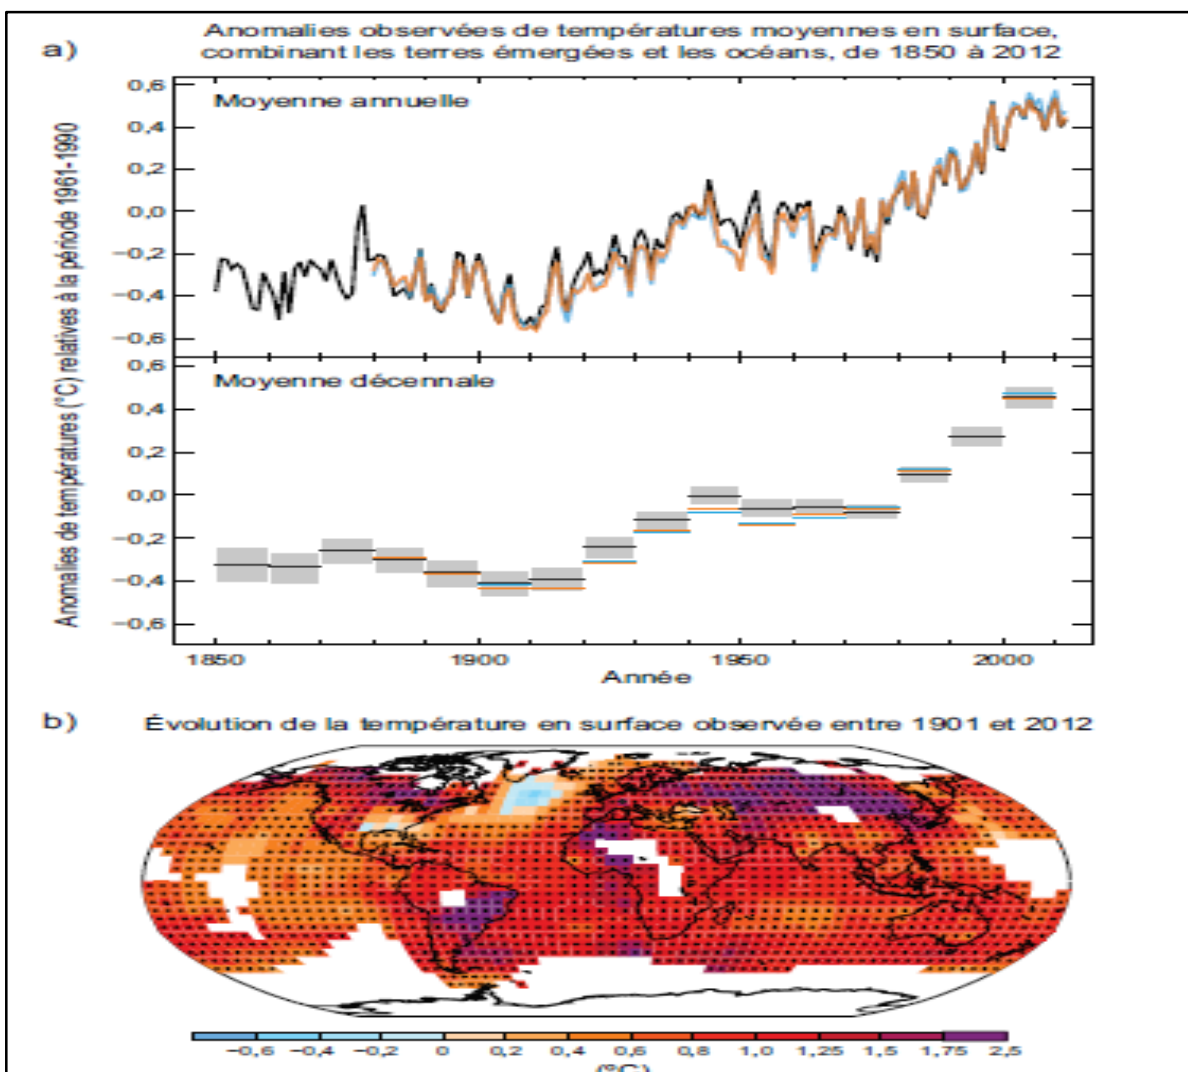 a)
Anomalies observées de températures moyennes en surface,
combinant les terres émergées et les océans, de 1850 à 2012
Anomalies de températures (°C) relatives à la période 1961-1990
Moyenne annuelle
0,6
0,4
0,2
0,0
−0,2
−0,4
−0,6
Moyenne décennale
0,6
0,4
0,2
0,0
−0,2
−0,4
−0,6
1850 1900 1950 2000
Année
b)
Évolution de la température en surface observée entre 1901 et 2012
−0,6 −0,4 −0,2 0 0,2 0,4 0,6 0,8 1,0 1,25 1,5 1,75 2,5
(°C)